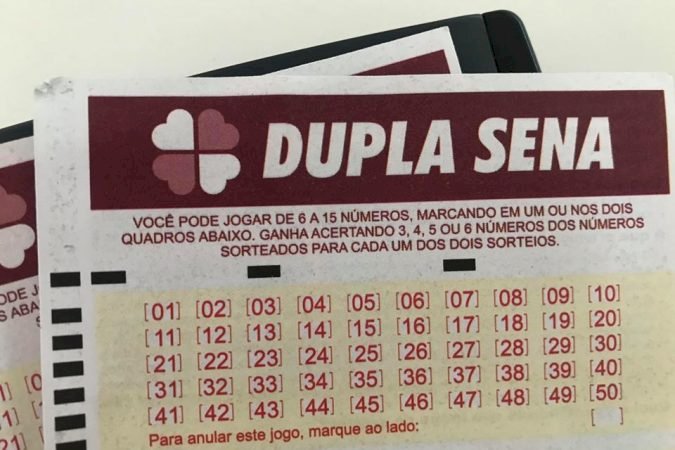 DUPLA SENA
VOCÊ PODE JOGAR DE 6 A 15 NÚMEROS, MARCANDO EM UM OU NOS DOIS
QUADROS ABAIXO. GANHA ACERTANDO 3, 4, 5 OU 6 NÚMEROS DOS NÚMEROS
SORTEADOS PARA CADA UM DOS DOIS SORTEIOS.
[01] [02] [03] [04] [05] [06] [07] [08] [09] [10]
[11] [12] [13] [14] [15] [16] [17] [18] [19] [20]
[21] [22] [23] [24] [25] [26] [27] [28] [29] [30]
[31] [32] [33] [34] [35] [36] [37] [38] [39] [40]
[41] [42] [43] [44] [45] [46] [47] [48] [49] [50]
Para anular este jogo, marque ao lado: